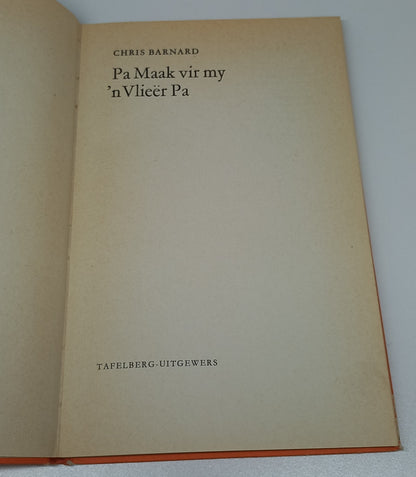 CHRIS BARNARD
Pa Maak vir my
'n Vlieër Pa
TAFELBERG-UITGEWERS